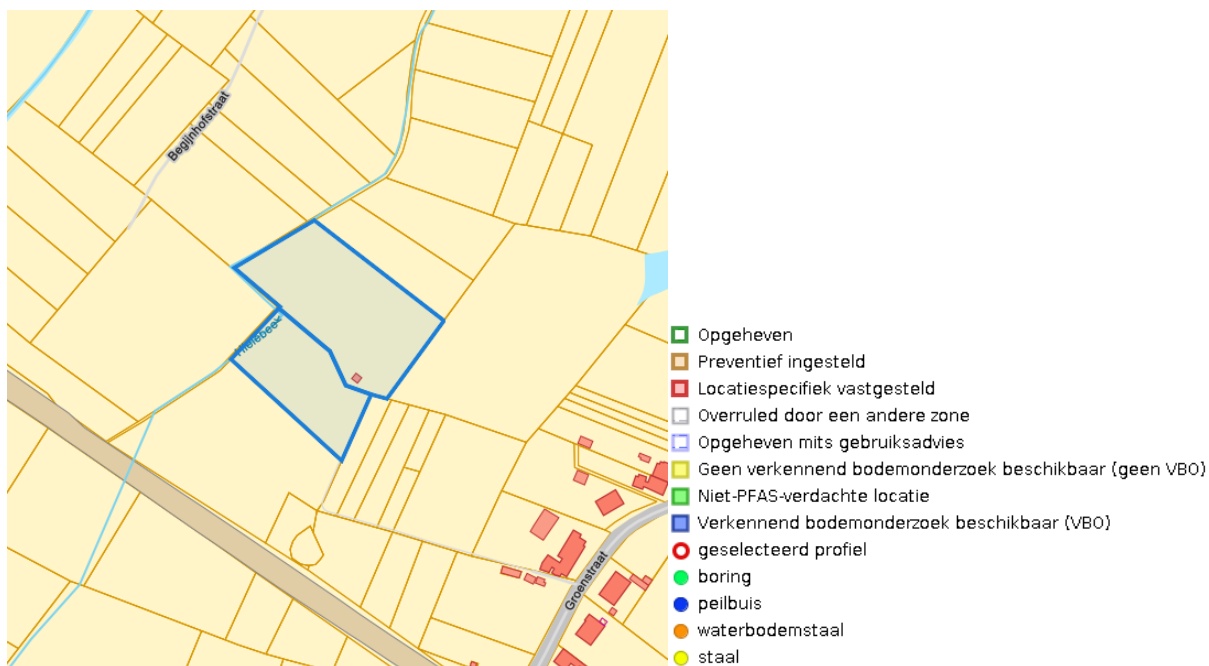 Begijnhofstraat
Groenstraat
Opgeheven
Preventief ingesteld
Locatiespecifiek vastgesteld
Overruled door een andere zone
Opgeheven mits gebruiksadvies
Geen verkennend bodemonderzoek beschikbaar (geen VBO)
Niet-PFAS-verdachte locatie
Verkennend bodemonderzoek beschikbaar (VBO)
geselecteerd profiel
boring
peilbuis
waterbodemstaal
staal